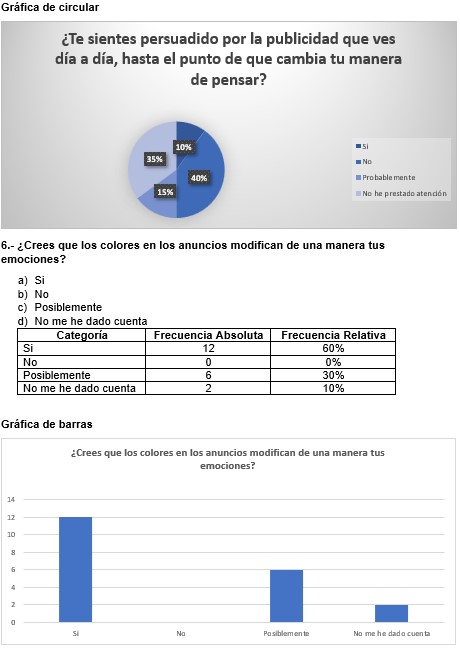 Gráfica de circular
¿Te sientes persuadido por la publicidad que ves
día a día, hasta el punto de que cambia tu manera
de pensar?
10%
35%
40%
15%
Si
No
Probablemente
No he prestado atención
6.- ¿Crees que los colores en los anuncios modifican de una manera tus
emociones?
a) Si
b) No
c) Posiblemente
d) No me he dado cuenta
Categoría Frecuencia Absoluta Frecuencia Relativa
Si 12 60%
No 0 0%
Posiblemente 6 30%
No me he dado cuenta 2 10%
Gráfica de barras
¿Crees que los colores en los anuncios modifican de una manera tus
emociones?
14
12
10
8
6
4
2
0
Si No Posiblemente No me he dado cuenta